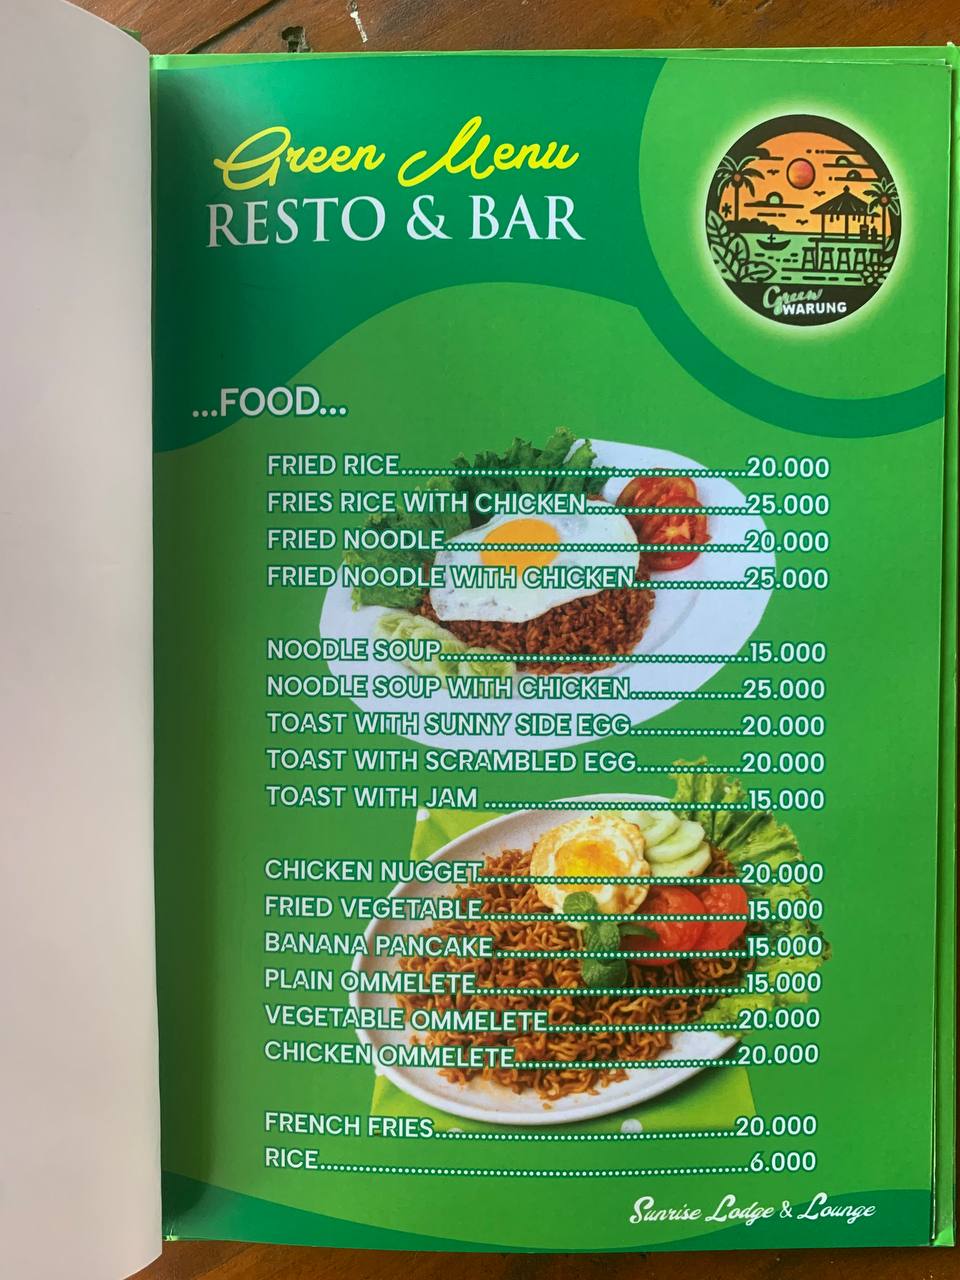 Green Menu
RESTO & BAR
Green
WARUNG
...FOOD...
FRIED RICE....................20.000
FRIES RICE WITH CHICKEN....................25.000
FRIED NOODLE....................20.000
FRIED NOODLE WITH CHICKEN....................25.000
NOODLE SOUP....................15.000
NOODLE SOUP WITH CHICKEN....................25.000
TOAST WITH SUNNY SIDE EGG....................20.000
TOAST WITH SCRAMBLED EGG....................20.000
TOAST WITH JAM ....................15.000
CHICKEN NUGGET....................20.000
FRIED VEGETABLE....................15.000
BANANA PANCAKE....................15.000
PLAIN OMMELETE....................15.000
VEGETABLE OMMELETE....................20.000
CHICKEN OMMELETE....................20.000
FRENCH FRIES....................20.000
RICE....................6.000
Sunrise Lodge & Lounge